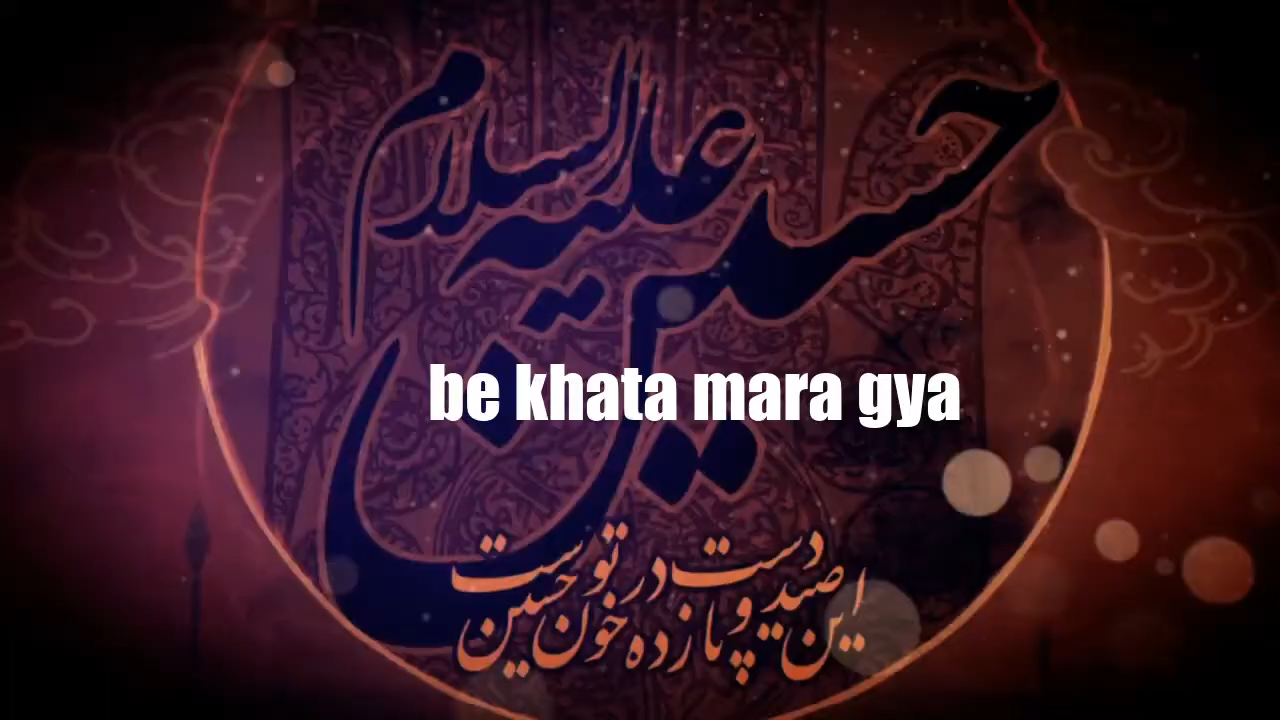 حسین علیه السلام
be khata mara gya
این صید دست و پا زده در خون حسین توست